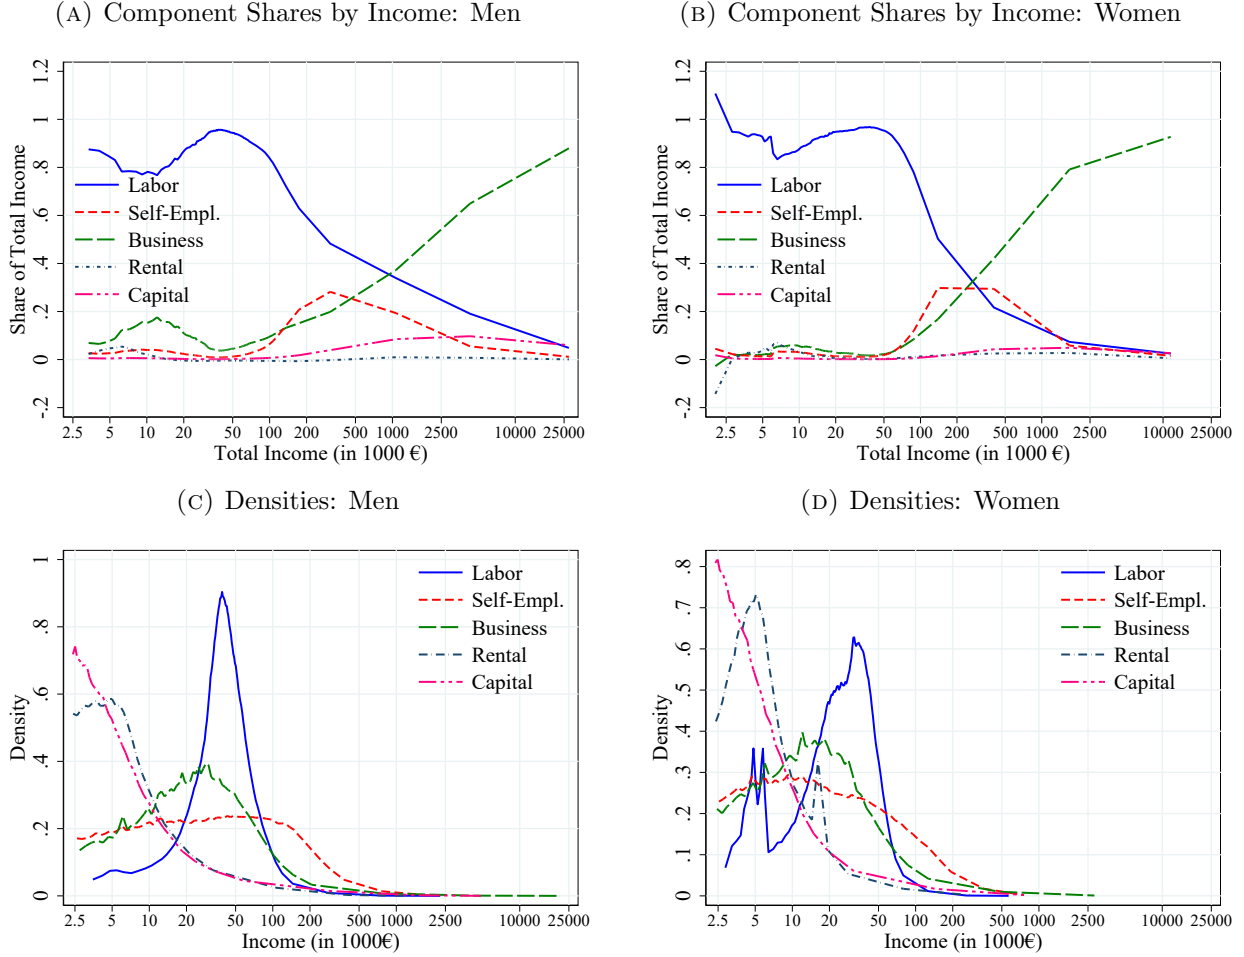 (A) Component Shares by Income: Men
Share of Total Income
1.2
1
.8
.6
.4
.2
0
-.2
Labor
Self-Empl.
Business
Rental
Capital
2.5 5 10 20 50 100 200 500 1000 2500 10000 25000
Total Income (in 1000 €)
(B) Component Shares by Income: Women
Share of Total Income
1.2
1
.8
.6
.4
.2
0
-.2
Labor
Self-Empl.
Business
Rental
Capital
2.5 5 10 20 50 100 200 500 1000 2500 10000 25000
Total Income (in 1000 €)
(C) Densities: Men
Density
1
.8
.6
.4
.2
0
Labor
Self-Empl.
Business
Rental
Capital
2.5 5 10 20 50 100 200 500 1000 2500 10000 25000
Income (in 1000€)
(D) Densities: Women
Density
.8
.7
.6
.5
.4
.3
.2
.1
0
Labor
Self-Empl.
Business
Rental
Capital
2.5 5 10 20 50 100 200 500 1000 2500 10000 25000
Income (in 1000€)